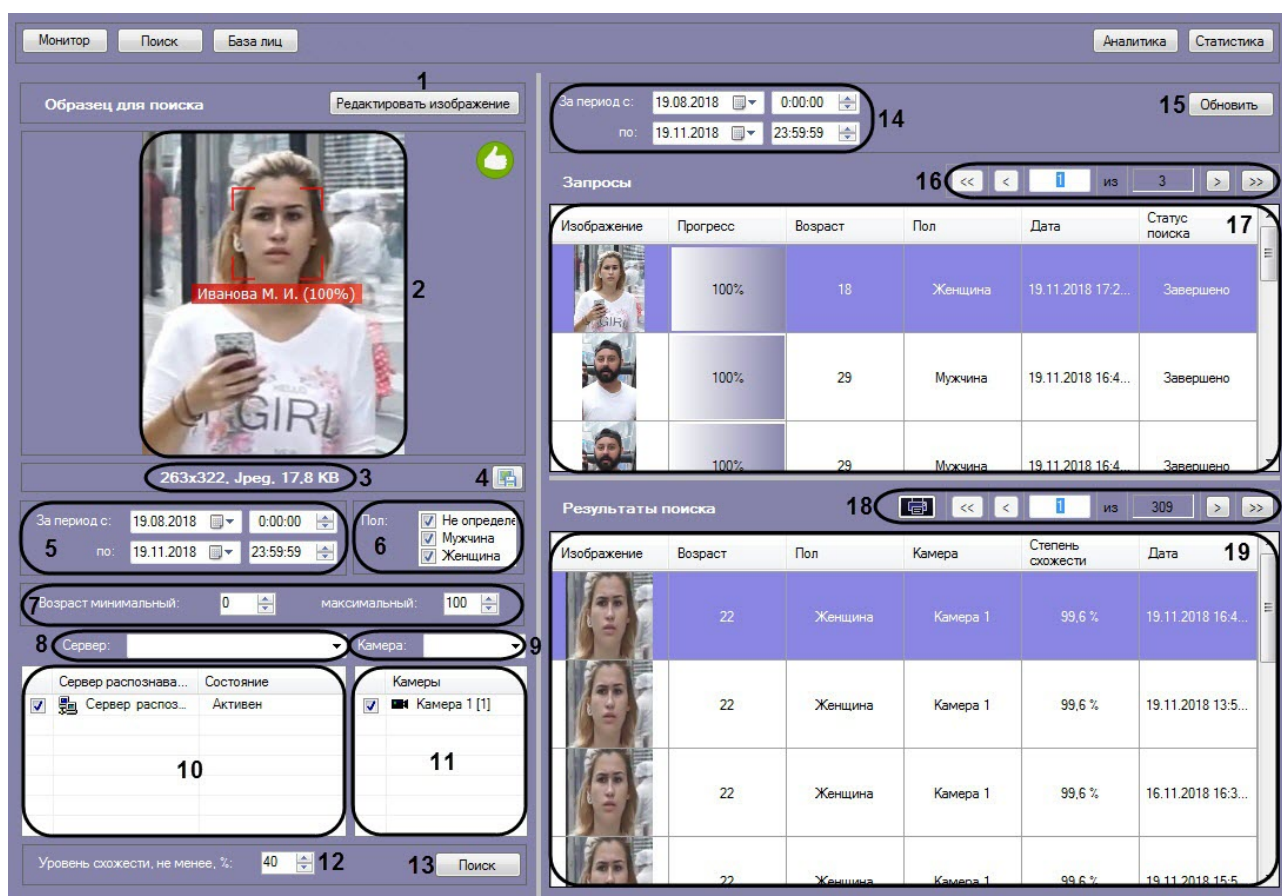 Монитор Поиск База лиц Аналитика Статистика
1
Образец для поиска Редактировать изображение
Иванова М. И. (100%)
2
HELLO
GIRL
263x322, Jpeg, 17,8 KB 3 4
За период с: 19.08.2018 0:00:00
5 по: 19.11.2018 23:59:59
Пол: Не определе
6 Мужчина
Женщина
7 Возраст минимальный: 0 максимальный: 100
8 Сервер: Камера: 9
Сервер распознава... Состояние
Сервер распоз... Активен
10
Камеры
Камера 1 [1]
11
Уровень схожести, не менее, %: 40 12 13 Поиск
За период с: 19.08.2018 0:00:00
по: 19.11.2018 23:59:59
14
15 Обновить
Запросы 16 << < 1 из 3 > >>
Изображение Прогресс Возраст Пол Дата Статус поиска 17
100% 18 Женщина 19.11.2018 17:2... Завершено
100% 29 Мужчина 19.11.2018 16:4... Завершено
100% 29 Мужчина 19.11.2018 16:4... Завершено
Результаты поиска 18 << < 1 из 309 > >>
Изображение Возраст Пол Камера Степень схожести Дата 19
22 Женщина Камера 1 99,6 % 19.11.2018 16:4...
22 Женщина Камера 1 99,6 % 19.11.2018 13:5...
22 Женщина Камера 1 99,6 % 16.11.2018 16:3...
22 Женщина Камера 1 99,6 % 19.11.2018 15:5...